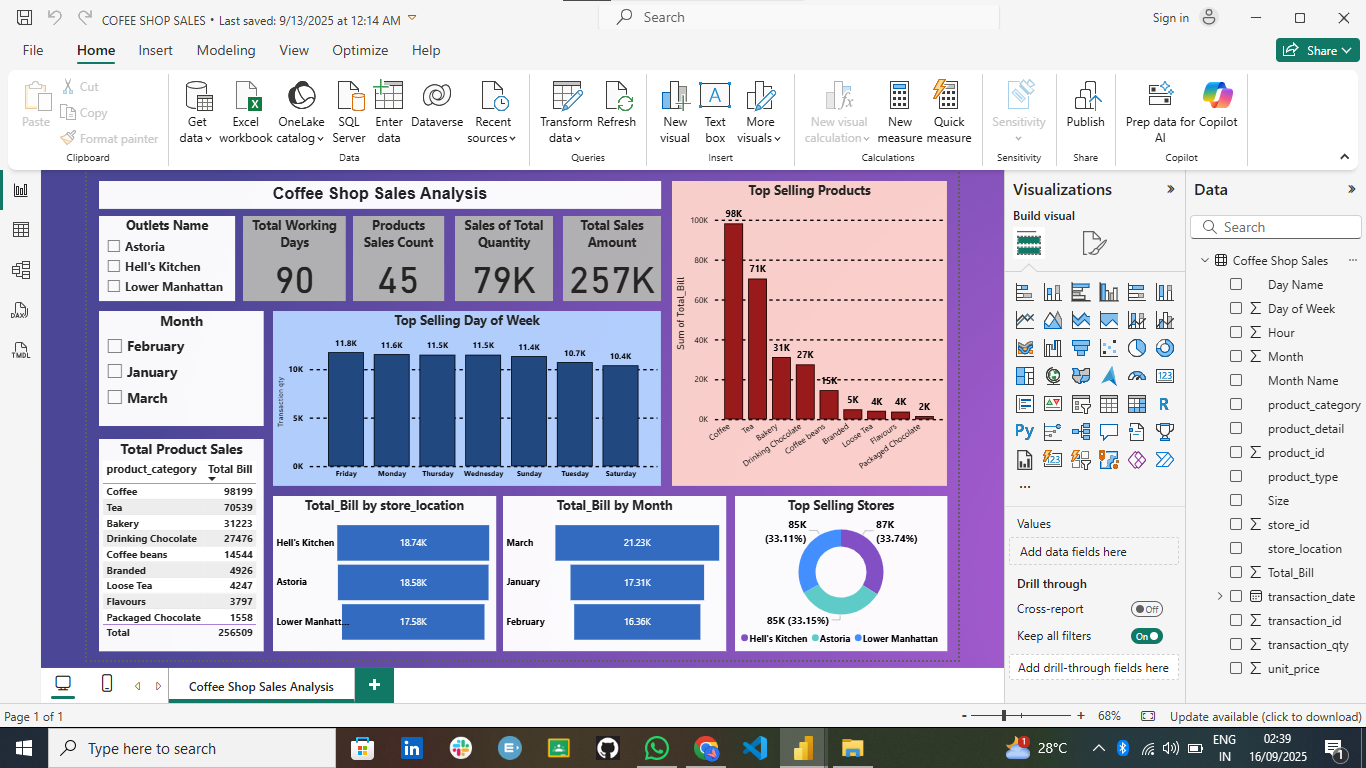 COFEE SHOP SALES • Last saved: 9/13/2025 at 12:14 AM
Search
Sign in
File Home Insert Modeling View Optimize Help
Share
Paste
Cut
Copy
Format painter
Clipboard
Get data
Excel workbook
OneLake catalog
SQL Server
Enter data
Dataverse
Recent sources
Data
Transform data
Refresh
Queries
New visual
Text box
More visuals
Insert
New visual calculation
New measure
Quick measure
Calculations
Sensitivity
Sensitivity
Publish
Share
Prep data for AI
Copilot
Copilot
Coffee Shop Sales Analysis
Outlets Name
Astoria
Hell's Kitchen
Lower Manhattan
Total Working Days
90
Products Sales Count
45
Sales of Total Quantity
79K
Total Sales Amount
257K
Month
February
January
March
Top Selling Day of Week
Transaction qty
10K
5K
0K
11.8K 11.6K 11.5K 11.5K 11.4K 10.7K 10.4K
Friday Monday Thursday Wednesday Sunday Tuesday Saturday
Top Selling Products
Sum of Total_Bill
100K
80K
60K
40K
20K
0K
98K 71K 31K 27K 15K 5K 4K 4K 2K
Coffee Tea Bakery Drinking Chocolate Coffee beans Branded Loose Tea Flavours Packaged Chocolate
Total Product Sales
product_category Total Bill
Coffee 98199
Tea 70539
Bakery 31223
Drinking Chocolate 27476
Coffee beans 14544
Branded 4926
Loose Tea 4247
Flavours 3797
Packaged Chocolate 1558
Total 256509
Total_Bill by store_location
Hell's Kitchen 18.74K
Astoria 18.58K
Lower Manhatt... 17.58K
Total_Bill by Month
March 21.23K
January 17.31K
February 16.36K
Top Selling Stores
85K (33.11%)
87K (33.74%)
85K (33.15%)
Hell's Kitchen Astoria Lower Manhattan
Visualizations
Build visual
R
Py
123
123
...
Values
Add data fields here
Drill through
Cross-report Off
Keep all filters On
Add drill-through fields here
Data
Search
Coffee Shop Sales ...
Day Name
Day of Week
Hour
Month
Month Name
product_category
product_detail
product_id
product_type
Size
store_id
store_location
Total_Bill
transaction_date
transaction_id
transaction_qty
unit_price
DAX
TMDL
Coffee Shop Sales Analysis
+
Page 1 of 1
- + 68%
Update available (click to download)
Type here to search
1
28°C
ENG
IN
02:39
16/09/2025
1